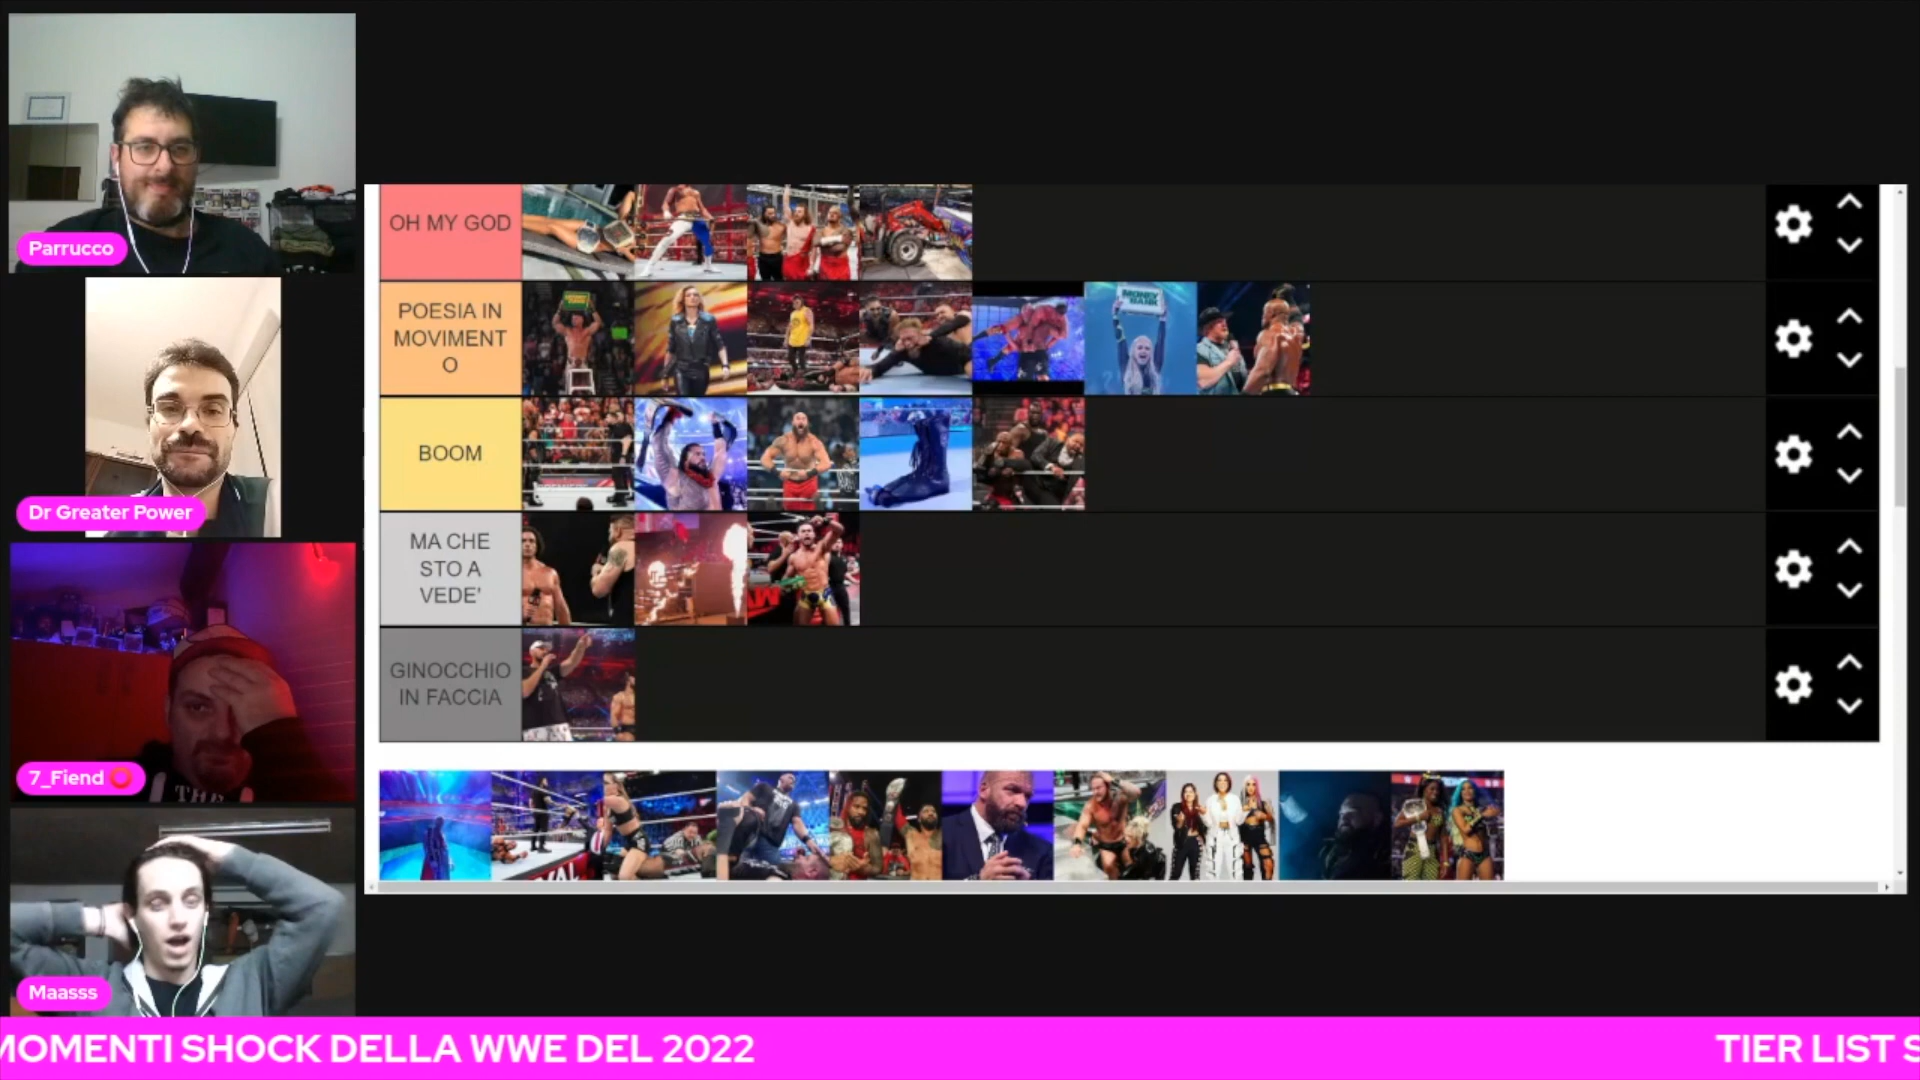 Parrucco
Dr Greater Power
7_Fiend
Maasss
OH MY GOD
POESIA IN
MOVIMENT
O
MONEY
BANK
BOOM
MA CHE
STO A
VEDE'
GINOCCHIO
IN FACCIA
MOMENTI SHOCK DELLA WWE DEL 2022
TIER LIST S